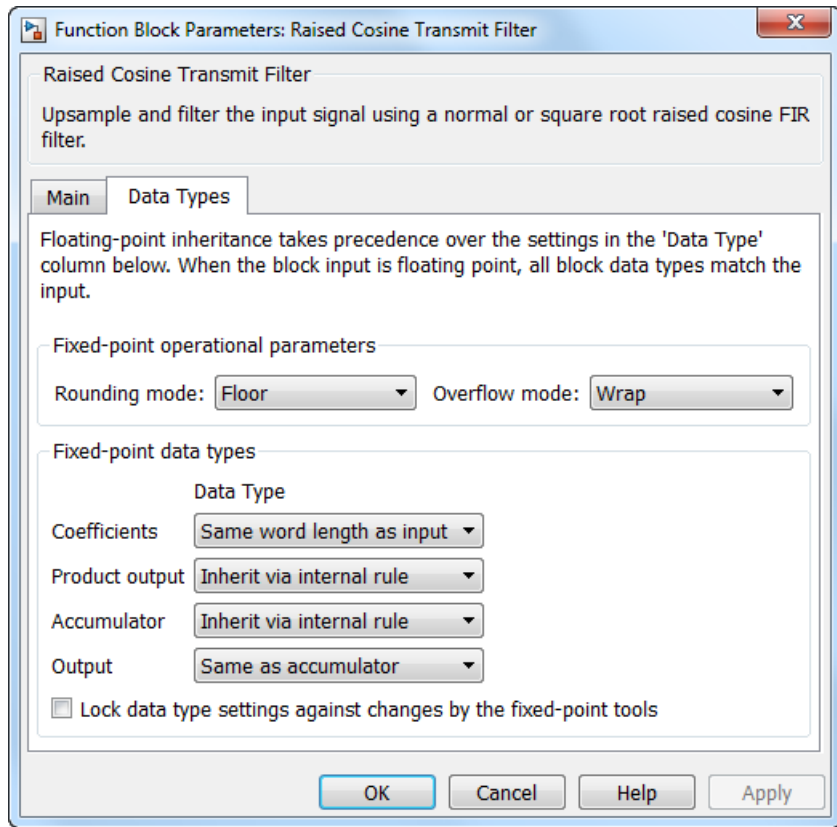 Function Block Parameters: Raised Cosine Transmit Filter
Raised Cosine Transmit Filter
Upsample and filter the input signal using a normal or square root raised cosine FIR
filter.
Main Data Types
Floating-point inheritance takes precedence over the settings in the 'Data Type'
column below. When the block input is floating point, all block data types match the
input.
Fixed-point operational parameters
Rounding mode: Floor Overflow mode: Wrap
Fixed-point data types
Data Type
Coefficients Same word length as input
Product output Inherit via internal rule
Accumulator Inherit via internal rule
Output Same as accumulator
Lock data type settings against changes by the fixed-point tools
OK Cancel Help Apply